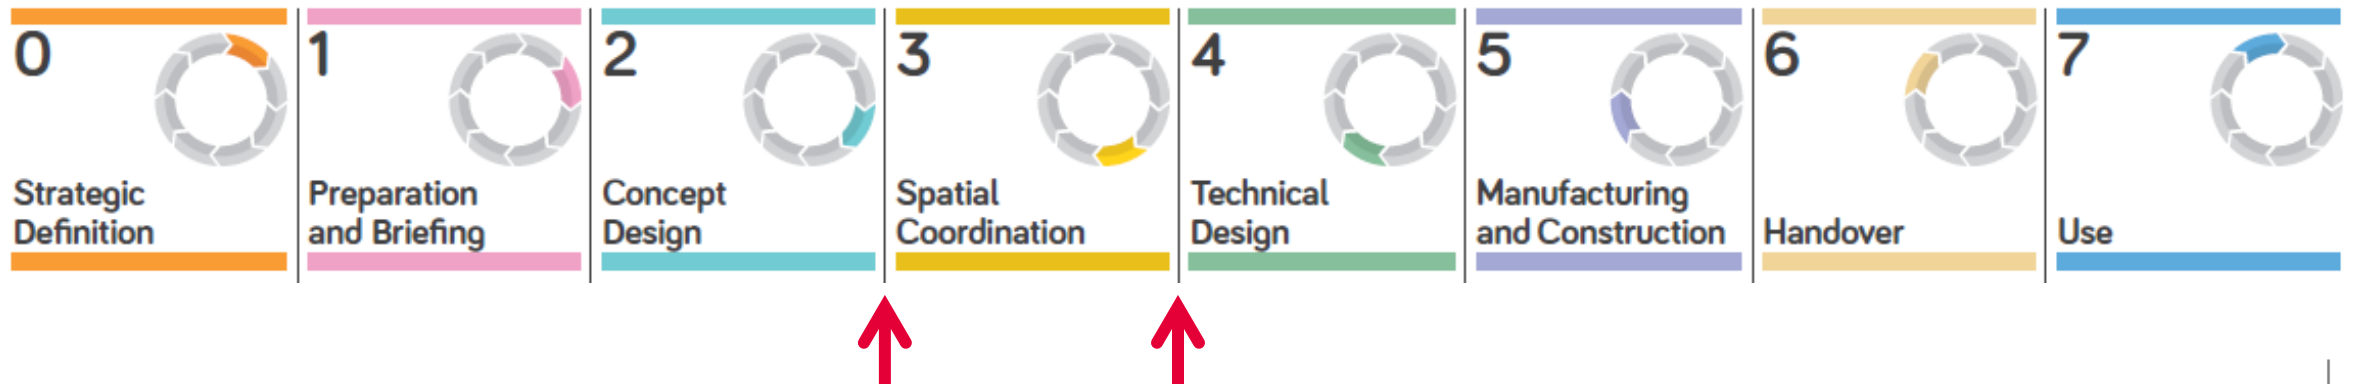 0
Strategic
Definition
1
Preparation
and Briefing
2
Concept
Design
3
Spatial
Coordination
4
Technical
Design
5
Manufacturing
and Construction
6
Handover
7
Use